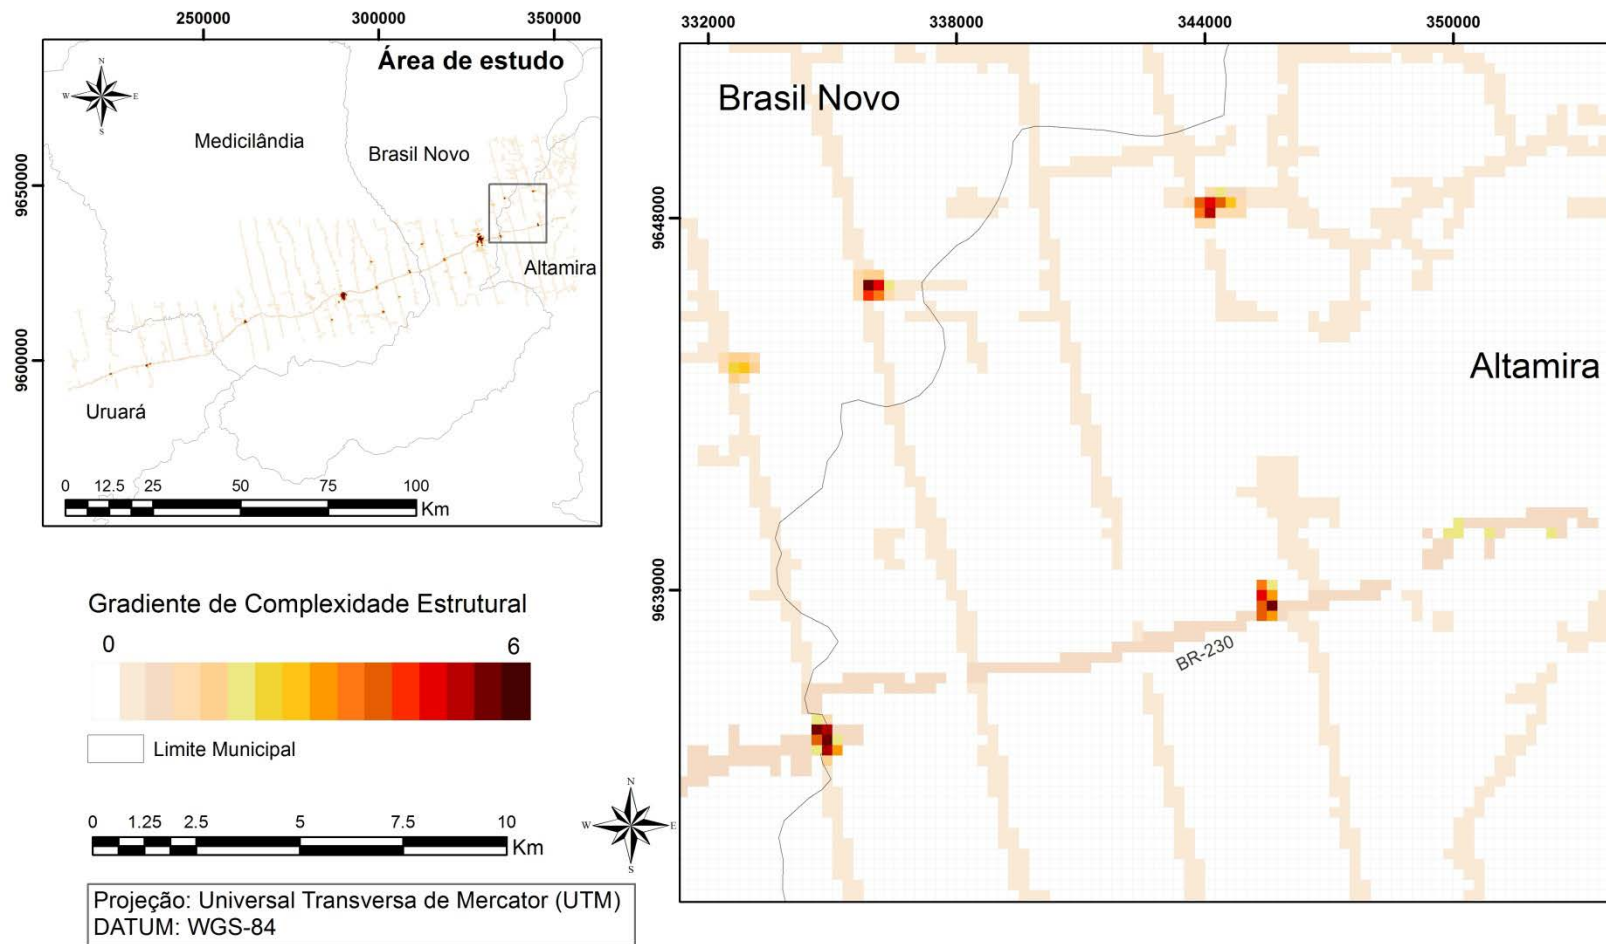 250000
300000
350000
Área de estudo
N
W
E
S
Medicilândia
Brasil Novo
9650000
9600000
Altamira
Uruará
0 12.5 25 50 75 100
Km
Gradiente de Complexidade Estrutural
0 6
Limite Municipal
N
W
E
S
0 1.25 2.5 5 7.5 10
Km
Projeção: Universal Transversa de Mercator (UTM)
DATUM: WGS-84
332000
338000
344000
350000
Brasil Novo
9648000
Altamira
9639000
BR-230